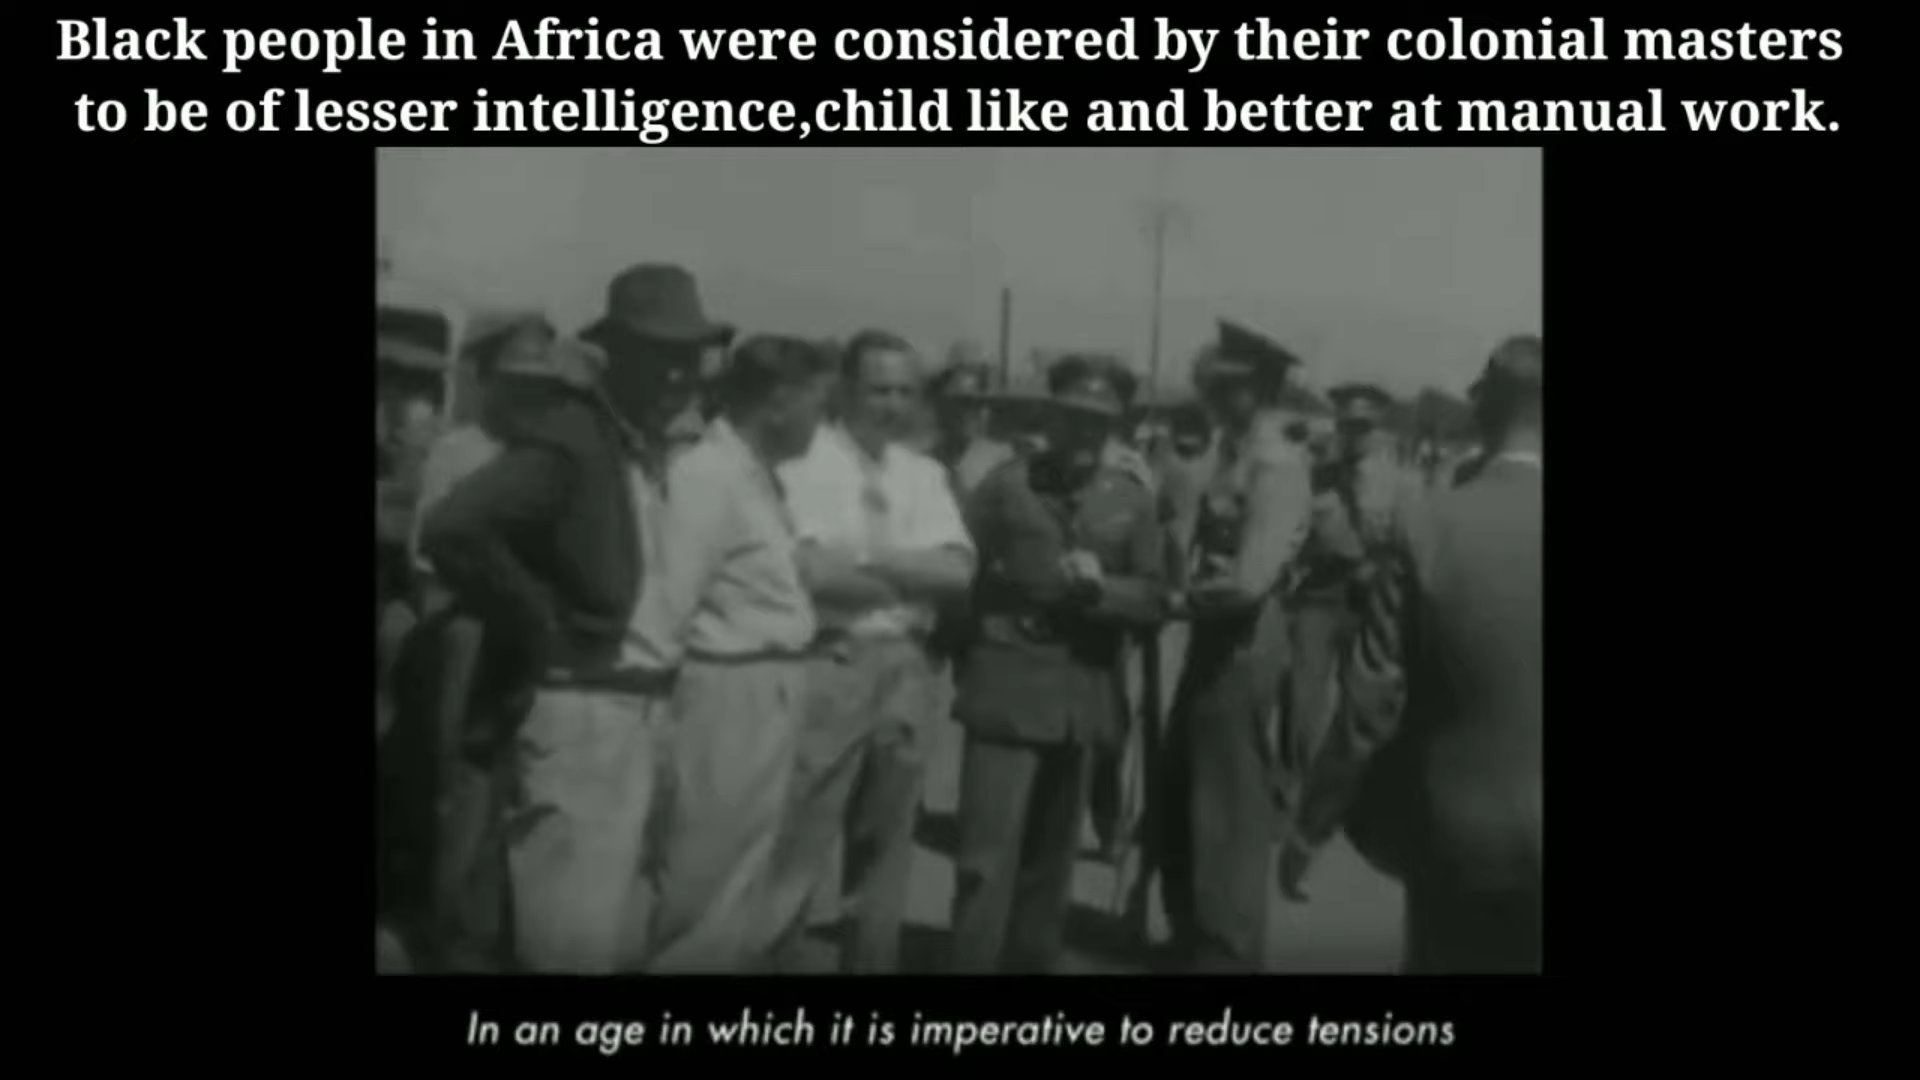 Black people in Africa were considered by their colonial masters
to be of lesser intelligence,child like and better at manual work.
In an age in which it is imperative to reduce tensions